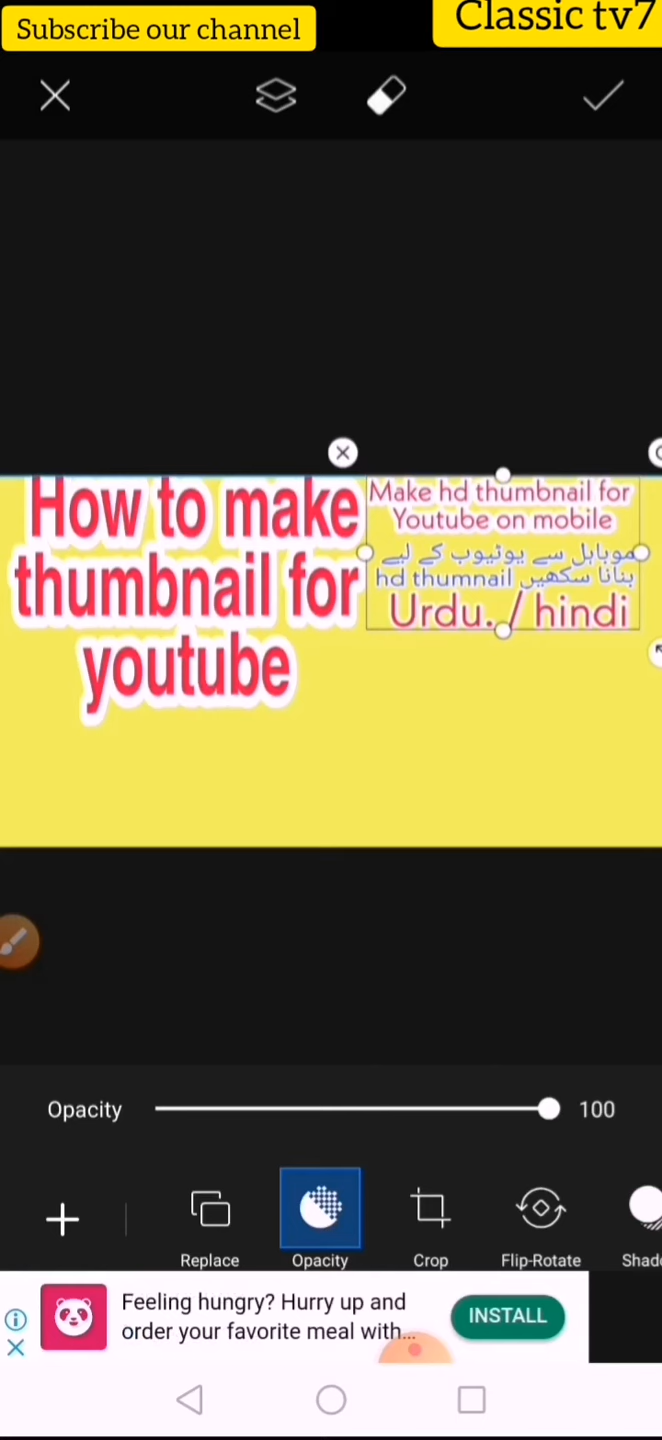 Subscribe our channel
Classic tv7
How to make
thumbnail for
youtube
Make hd thumbnail for
Youtube on mobile
موبایل سے یوٹیوب کے لیے
hd thumnail بنانا سکھیں
Urdu. / hindi
Opacity
100
Replace
Opacity
Crop
Flip-Rotate
Shado
Feeling hungry? Hurry up and
order your favorite meal with...
INSTALL